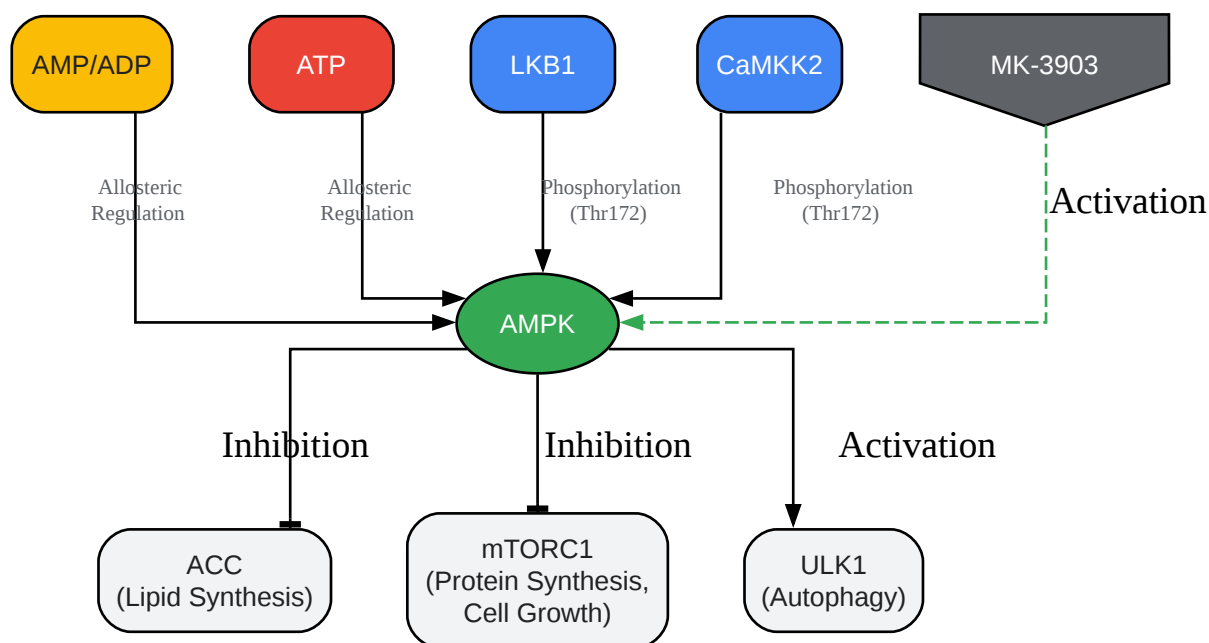 AMP/ADP
ATP
LKB1
CaMKK2
MK-3903
Allosteric
Regulation
Allosteric
Regulation
Phosphorylation
(Thr172)
Phosphorylation
(Thr172)
Activation
AMPK
Inhibition
Inhibition
Activation
ACC
(Lipid Synthesis)
mTORC1
(Protein Synthesis,
Cell Growth)
ULK1
(Autophagy)